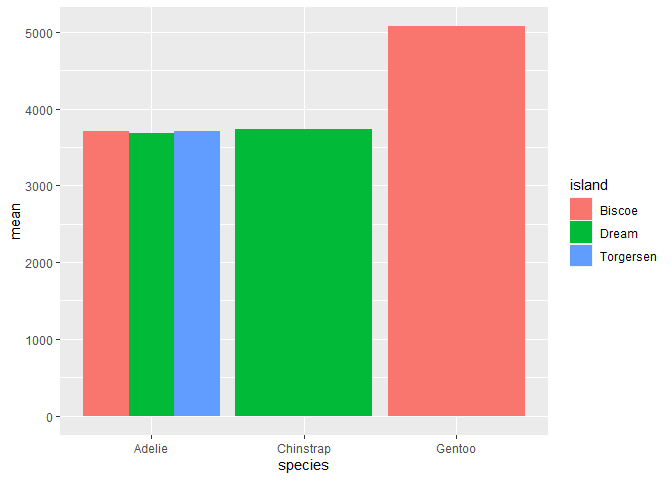 5000
4000
3000
2000
1000
0
mean
Adelie Chinstrap Gentoo
species
island
Biscoe
Dream
Torgersen